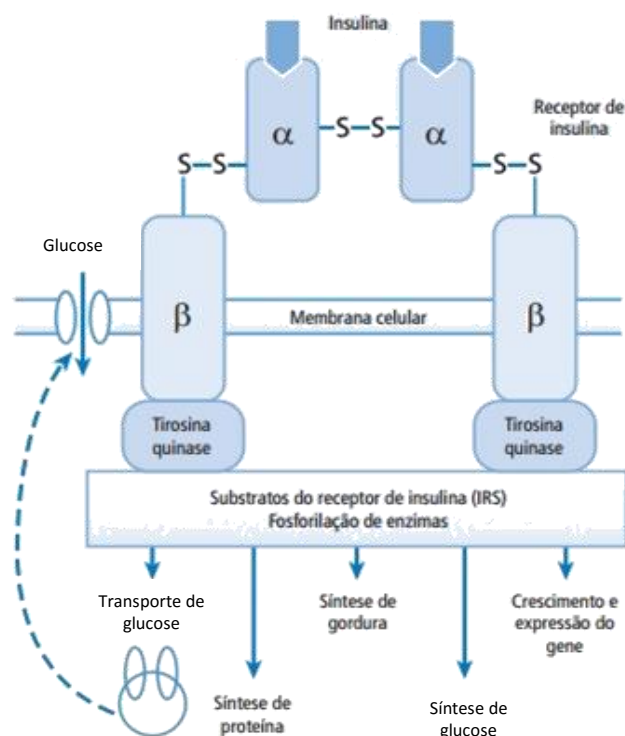 Insulina
Receptor de
insulina
α
S
S
α
S
S
S
S
Glucose
β
Membrana celular
β
Tirosina
quinase
Tirosina
quinase
Substratos do receptor de insulina (IRS)
Fosforilação de enzimas
Transporte de
glucose
Síntese de
gordura
Crescimento e
expressão do
gene
Síntese de
proteína
Síntese de
glucose